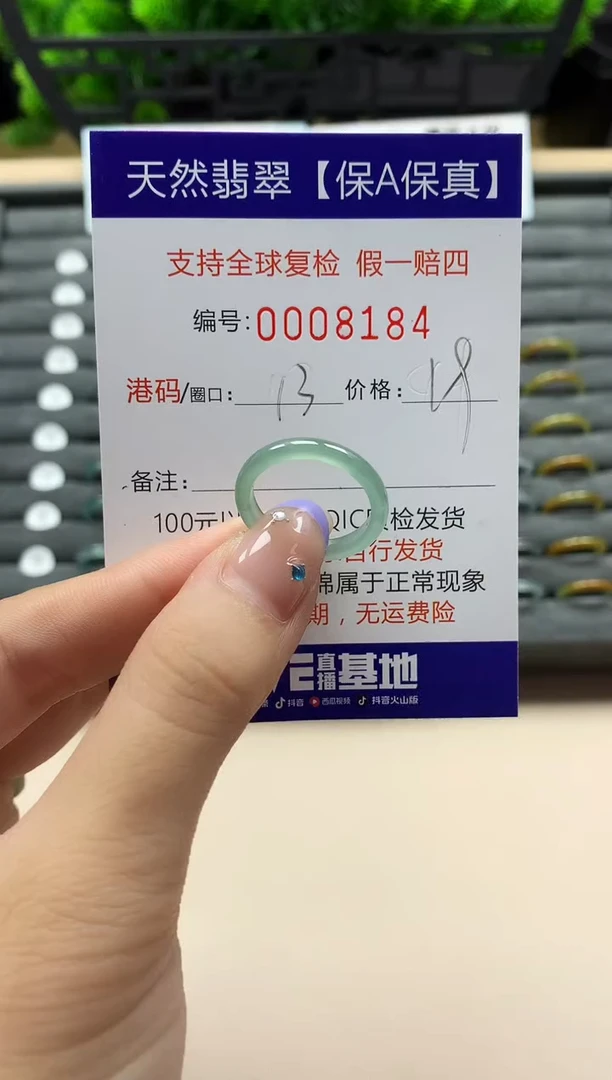 天然翡翠【保A保真】
支持全球复检 假一赔四
编号:0008184
港码/圈口: 13 价格:
备注:
100元 QIC 检发货
自行发货
棉属于正常现象
期，无运费险
直播基地
抖音 西瓜视频 抖音火山版